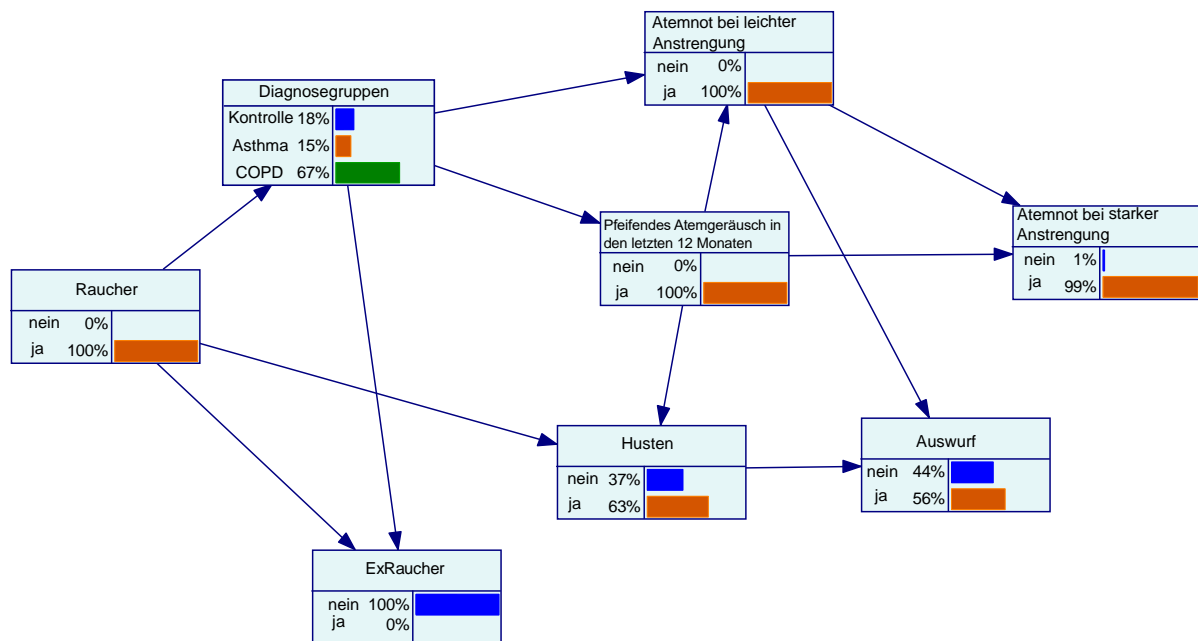 Atemnot bei leichter
Anstrengung
nein 0%
ja 100%
Diagnosegruppen
Kontrolle 18%
Asthma 15%
COPD 67%
Pfeifendes Atemgeräusch in
den letzten 12 Monaten
nein 0%
ja 100%
Atemnot bei starker
Anstrengung
nein 1%
ja 99%
Raucher
nein 0%
ja 100%
Husten
nein 37%
ja 63%
Auswurf
nein 44%
ja 56%
ExRaucher
nein 100%
ja 0%